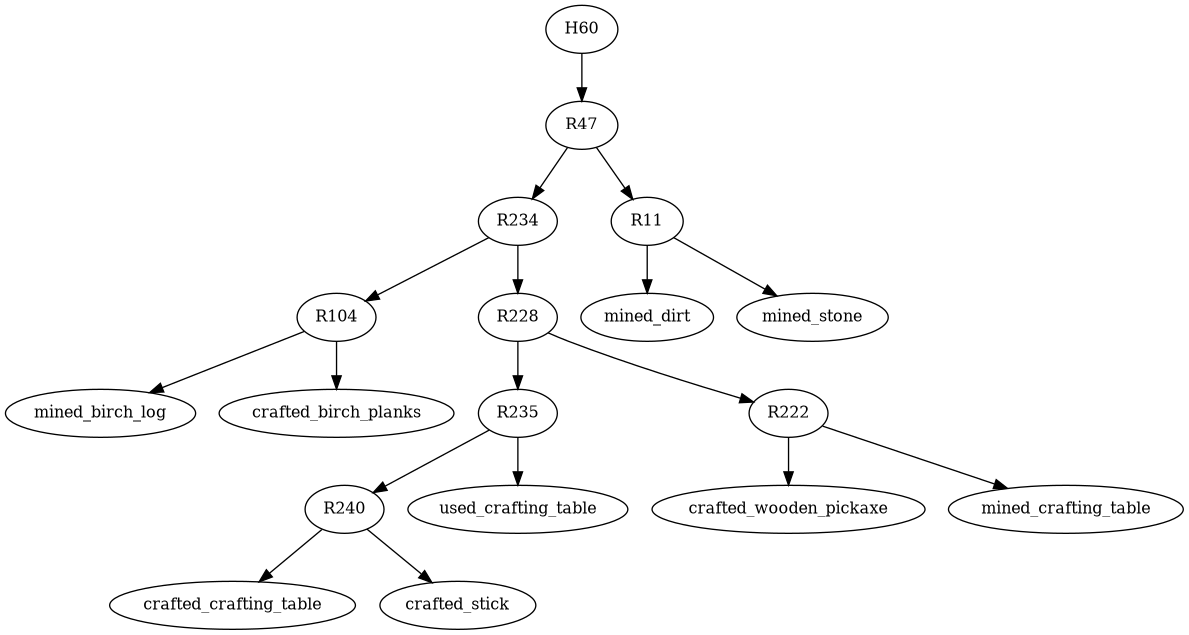 H60
R47
R234
R11
R104
R228
mined_dirt
mined_stone
mined_birch_log
crafted_birch_planks
R235
R222
R240
used_crafting_table
crafted_wooden_pickaxe
mined_crafting_table
crafted_crafting_table
crafted_stick